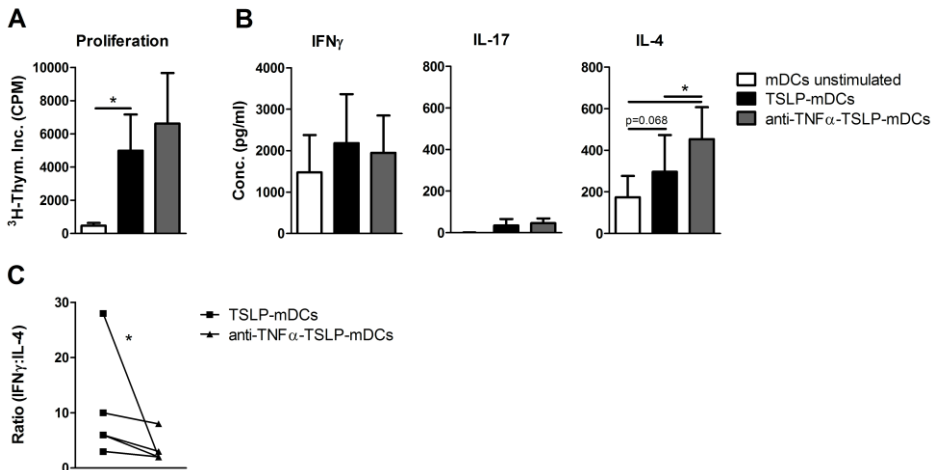 A
Proliferation
³H-Thym. Inc. (CPM)
10000
8000
6000
4000
2000
0
*
B
IFNγ
Conc. (pg/ml)
4000
3000
2000
1000
0
IL-17
800
600
400
200
0
IL-4
800
600
400
200
0
*
p=0.068
mDCs unstimulated
TSLP-mDCs
anti-TNFα-TSLP-mDCs
C
Ratio (IFNγ:IL-4)
30
20
10
0
*
TSLP-mDCs
anti-TNFα-TSLP-mDCs